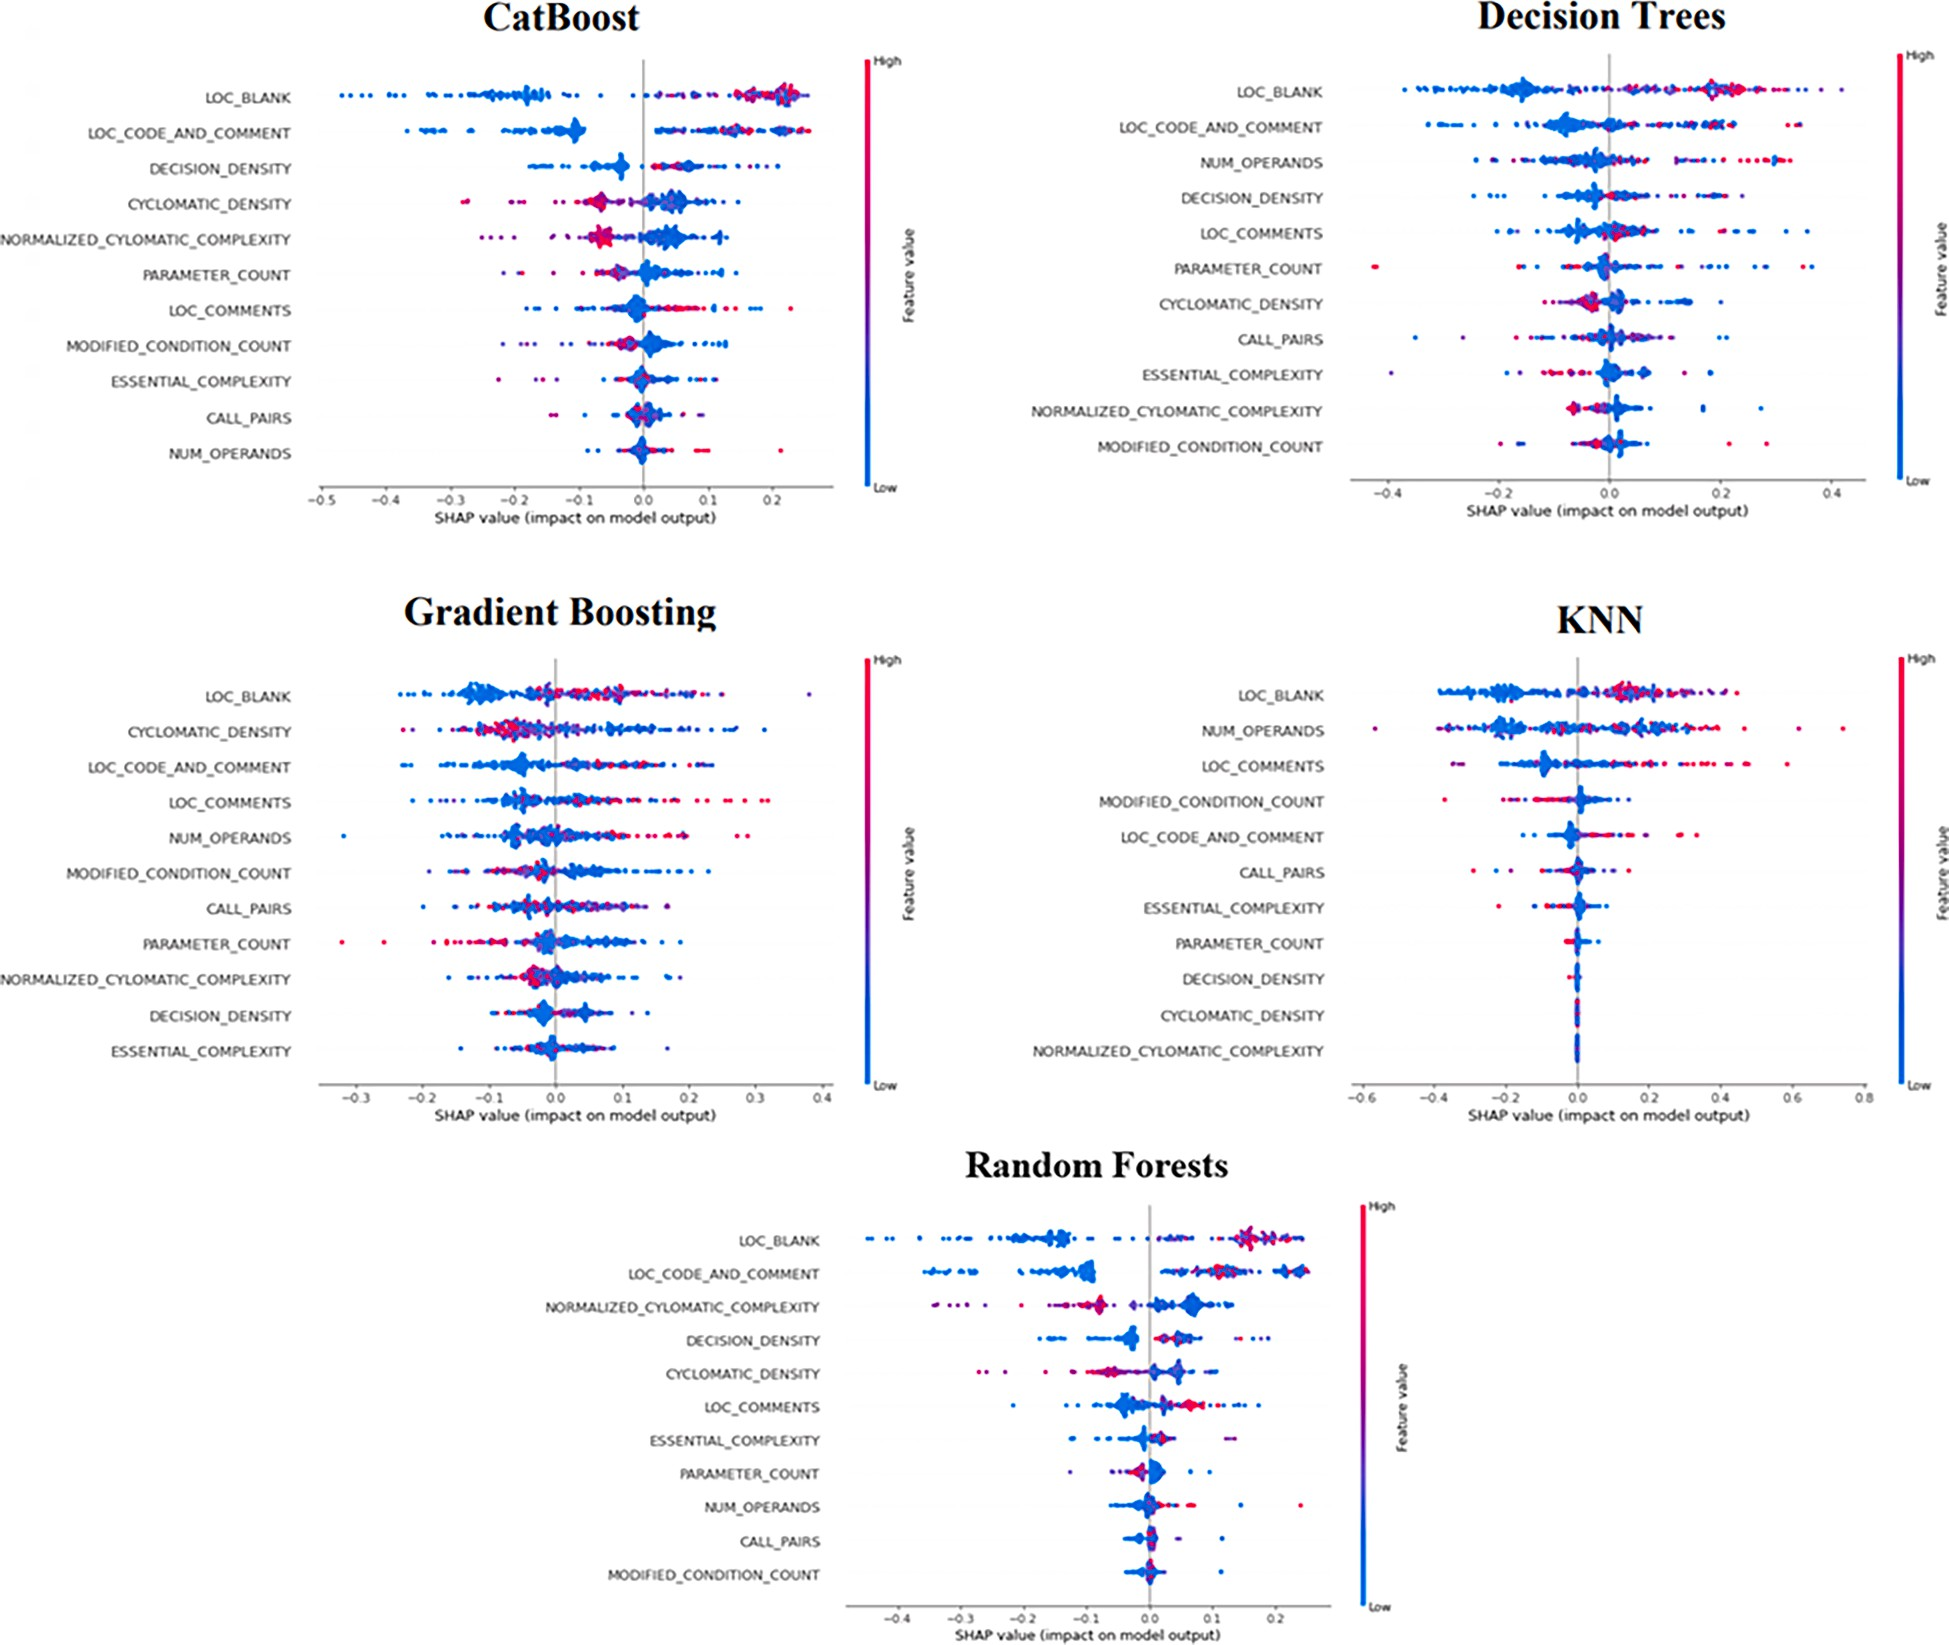 CatBoost
High
LOC_BLANK
LOC_CODE_AND_COMMENT
DECISION_DENSITY
CYCLOMATIC_DENSITY
NORMALIZED_CYLOMATIC_COMPLEXITY
PARAMETER_COUNT
LOC_COMMENTS
MODIFIED_CONDITION_COUNT
ESSENTIAL_COMPLEXITY
CALL_PAIRS
NUM_OPERANDS
Feature value
Low
−0.5 −0.4 −0.3 −0.2 −0.1 0.0 0.1 0.2
SHAP value (impact on model output)
Decision Trees
High
LOC_BLANK
LOC_CODE_AND_COMMENT
NUM_OPERANDS
DECISION_DENSITY
LOC_COMMENTS
PARAMETER_COUNT
CYCLOMATIC_DENSITY
CALL_PAIRS
ESSENTIAL_COMPLEXITY
NORMALIZED_CYLOMATIC_COMPLEXITY
MODIFIED_CONDITION_COUNT
Feature value
Low
−0.4 −0.2 0.0 0.2 0.4
SHAP value (impact on model output)
Gradient Boosting
High
LOC_BLANK
CYCLOMATIC_DENSITY
LOC_CODE_AND_COMMENT
LOC_COMMENTS
NUM_OPERANDS
MODIFIED_CONDITION_COUNT
CALL_PAIRS
PARAMETER_COUNT
NORMALIZED_CYLOMATIC_COMPLEXITY
DECISION_DENSITY
ESSENTIAL_COMPLEXITY
Feature value
Low
−0.3 −0.2 −0.1 0.0 0.1 0.2 0.3 0.4
SHAP value (impact on model output)
KNN
High
LOC_BLANK
NUM_OPERANDS
LOC_COMMENTS
MODIFIED_CONDITION_COUNT
LOC_CODE_AND_COMMENT
CALL_PAIRS
ESSENTIAL_COMPLEXITY
PARAMETER_COUNT
DECISION_DENSITY
CYCLOMATIC_DENSITY
NORMALIZED_CYLOMATIC_COMPLEXITY
Feature value
Low
−0.6 −0.4 −0.2 0.0 0.2 0.4 0.6 0.8
SHAP value (impact on model output)
Random Forests
High
LOC_BLANK
LOC_CODE_AND_COMMENT
NORMALIZED_CYLOMATIC_COMPLEXITY
DECISION_DENSITY
CYCLOMATIC_DENSITY
LOC_COMMENTS
ESSENTIAL_COMPLEXITY
PARAMETER_COUNT
NUM_OPERANDS
CALL_PAIRS
MODIFIED_CONDITION_COUNT
Feature value
Low
−0.4 −0.3 −0.2 −0.1 0.0 0.1 0.2
SHAP value (impact on model output)